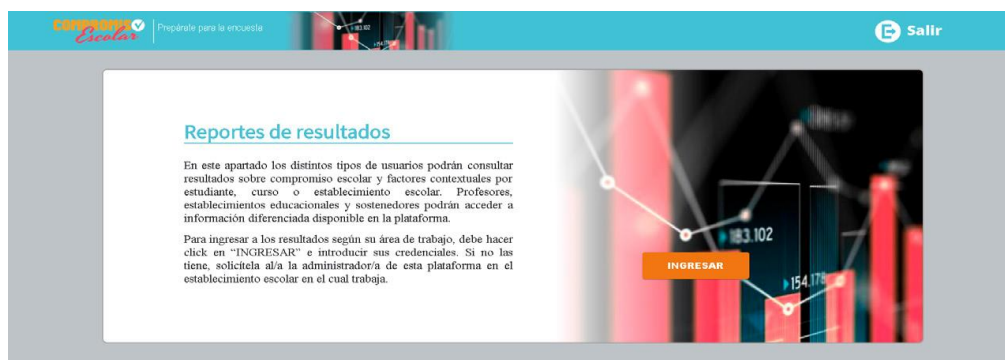 COMPROMISO
Escolar
Prepárate para la encuesta
Salir
Reportes de resultados
En este apartado los distintos tipos de usuarios podrán consultar
resultados sobre compromiso escolar y factores contextuales por
estudiante, curso o establecimiento escolar. Profesores,
establecimientos educacionales y sostenedores podrán acceder a
información diferenciada disponible en la plataforma.
Para ingresar a los resultados según su área de trabajo, debe hacer
click en “INGRESAR” e introducir sus credenciales. Si no las
tiene, solicítela al/a la administrador/a de esta plataforma en el
establecimiento escolar en el cual trabaja.
183.102
INGRESAR
154.178